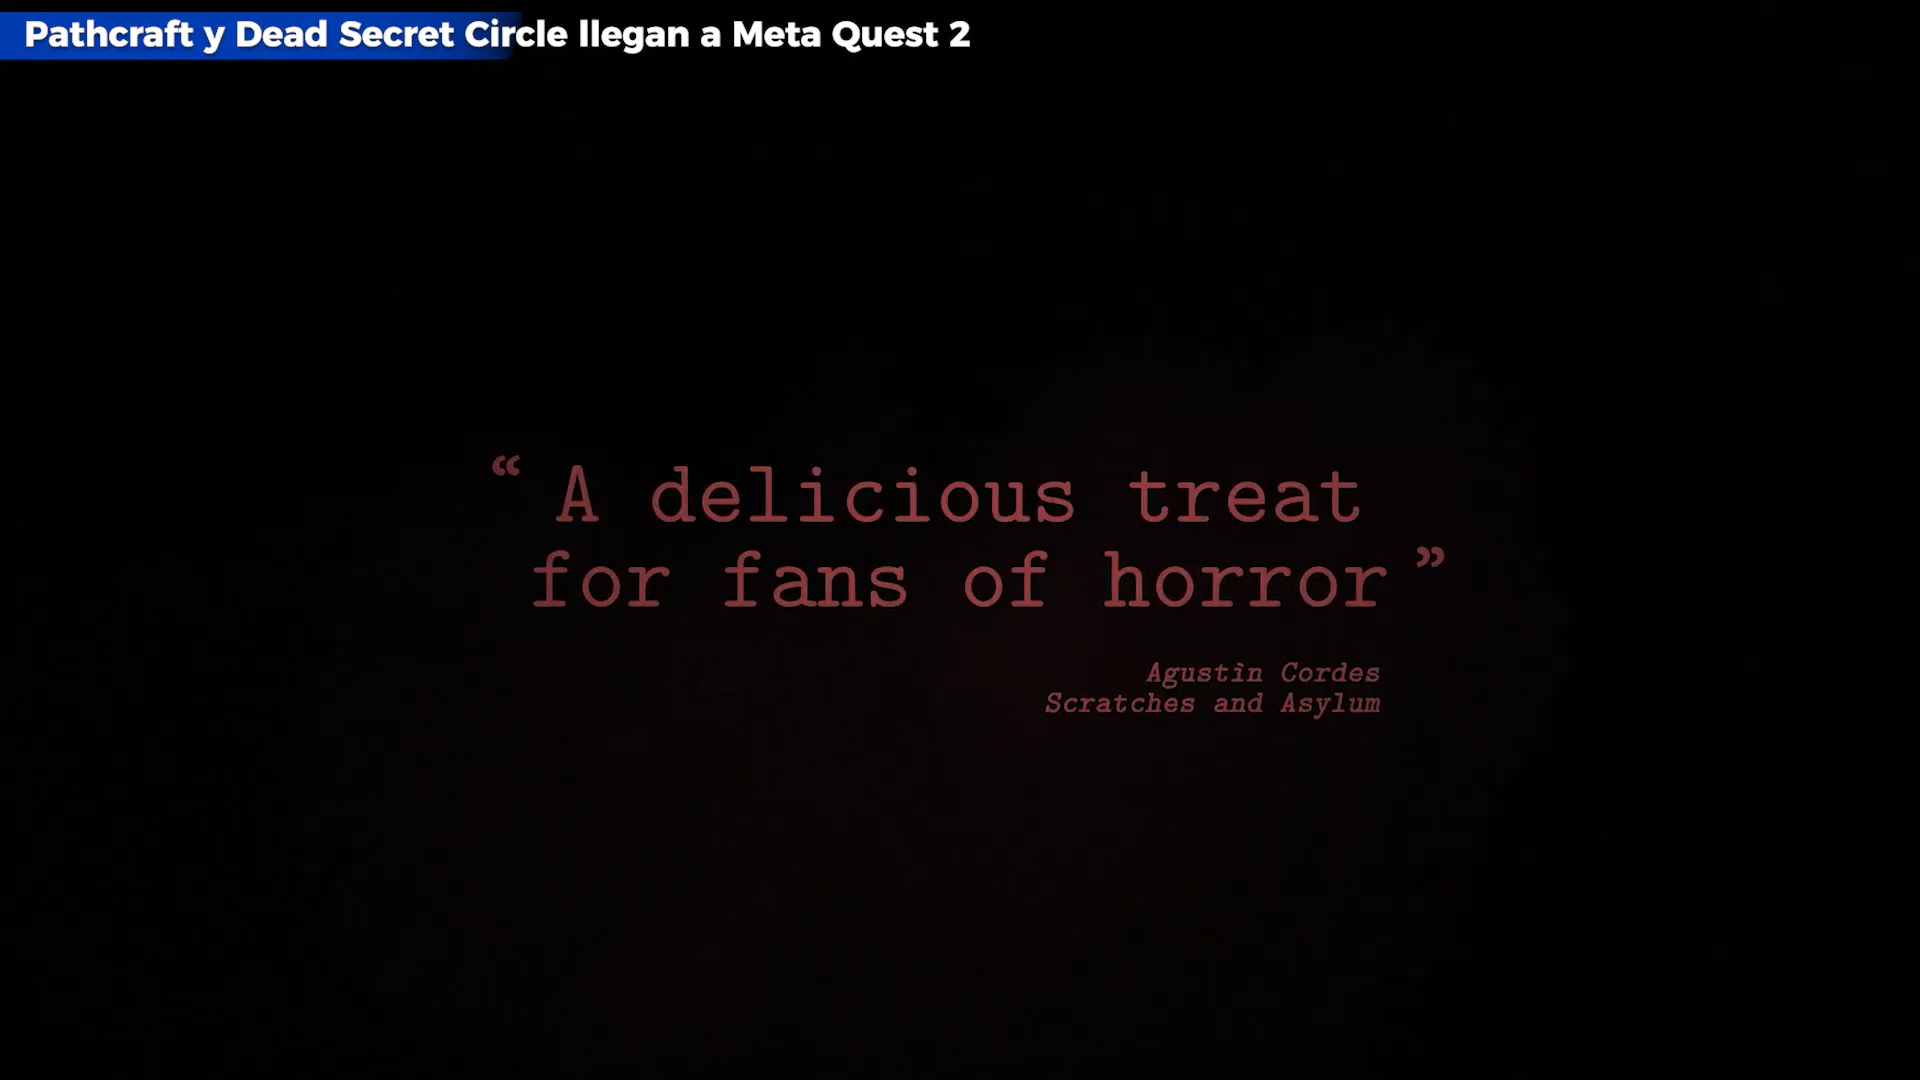 Pathcraft y Dead Secret Circle llegan a Meta Quest 2
“ A delicious treat
for fans of horror ”
Agustìn Cordes
Scratches and Asylum